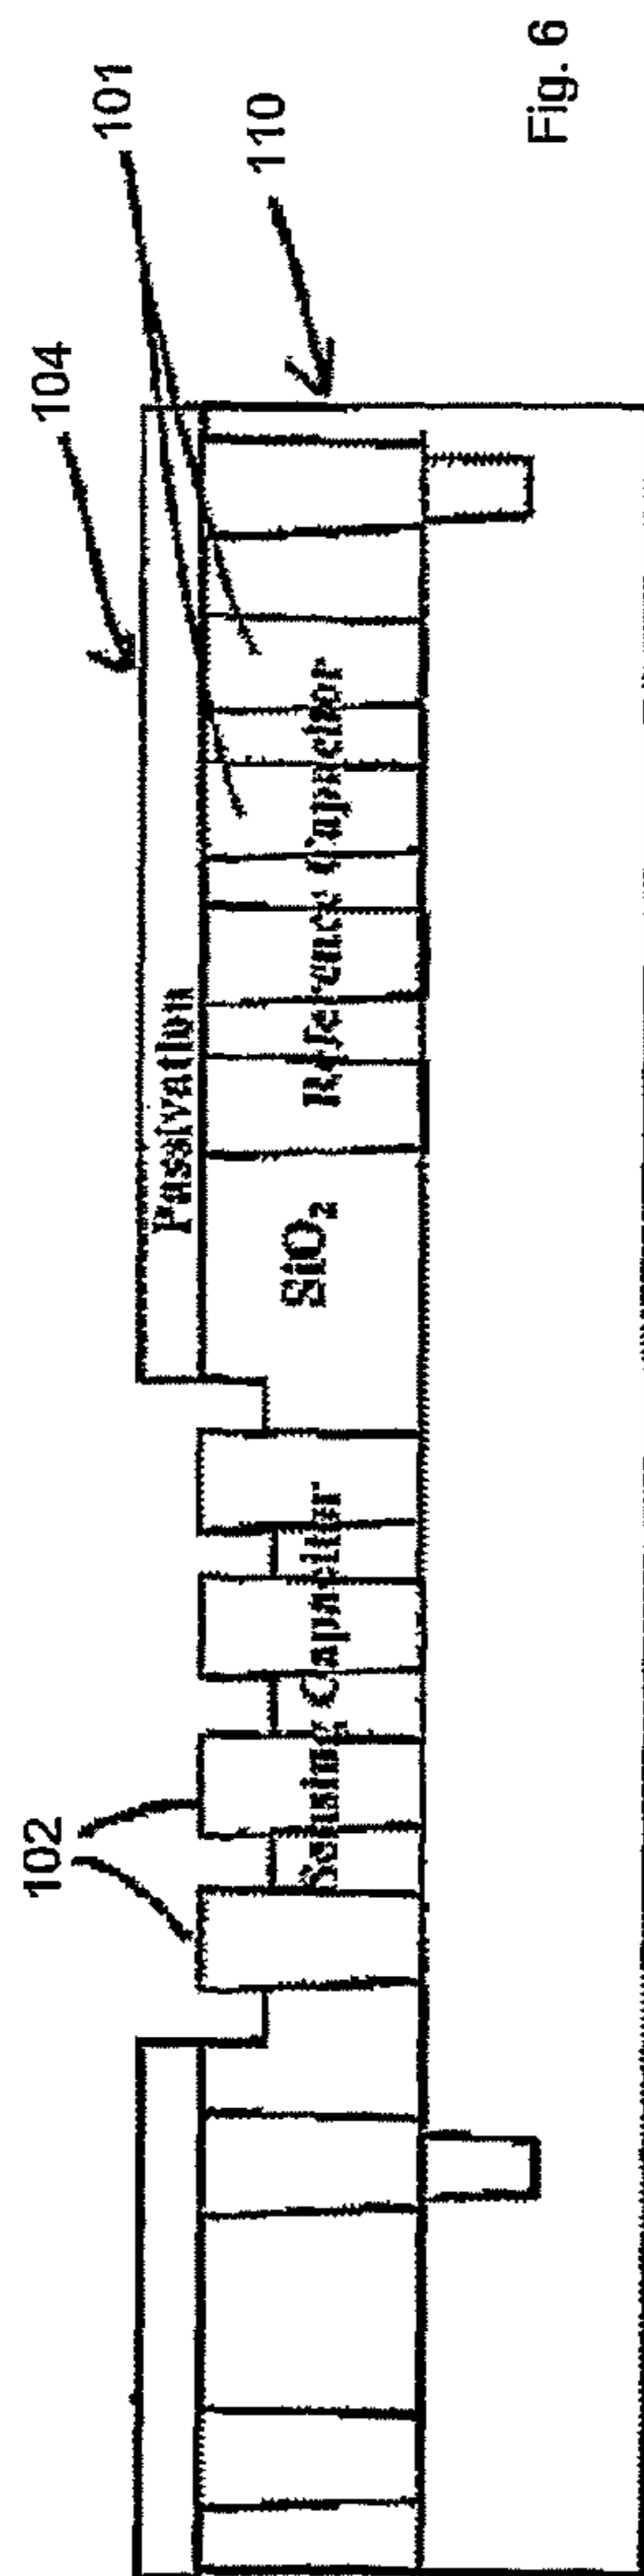 102
104
101
110
Passivation
Sensing Capacitor
SiO₂
Reference Capacitor
Fig. 6